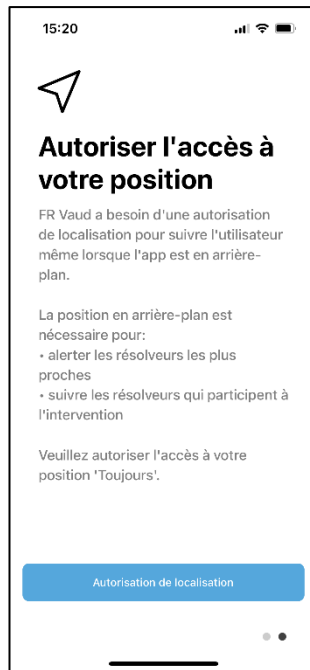 15:20
Autoriser l'accès à
votre position
FR Vaud a besoin d'une autorisation
de localisation pour suivre l'utilisateur
même lorsque l'app est en arrière-
plan.
La position en arrière-plan est
nécessaire pour:
• alerter les résolveurs les plus
proches
• suivre les résolveurs qui participent à
l'intervention
Veuillez autoriser l'accès à votre
position 'Toujours'.
Autorisation de localisation